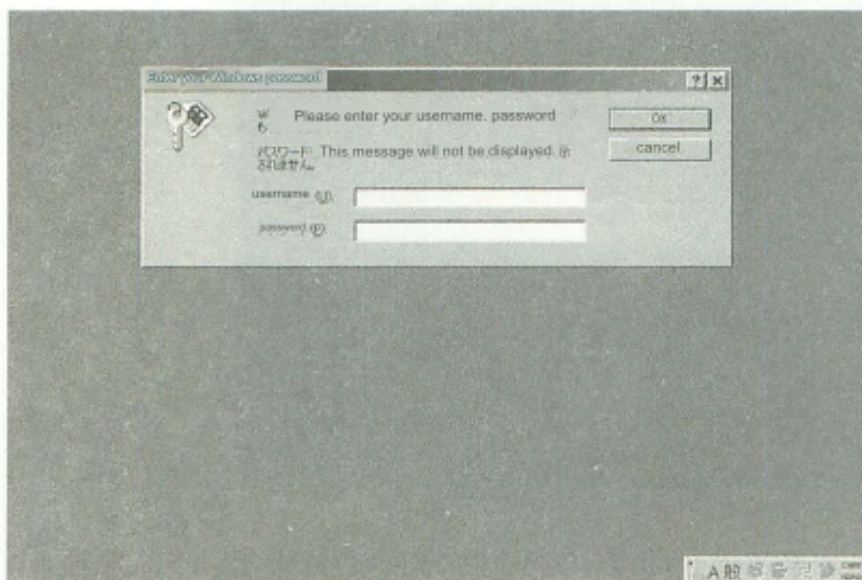 Enter your Windows password
Please enter your username. password
OK
パスワード This message will not be displayed.
されません
cancel.
username (U)
password (P)
A 般